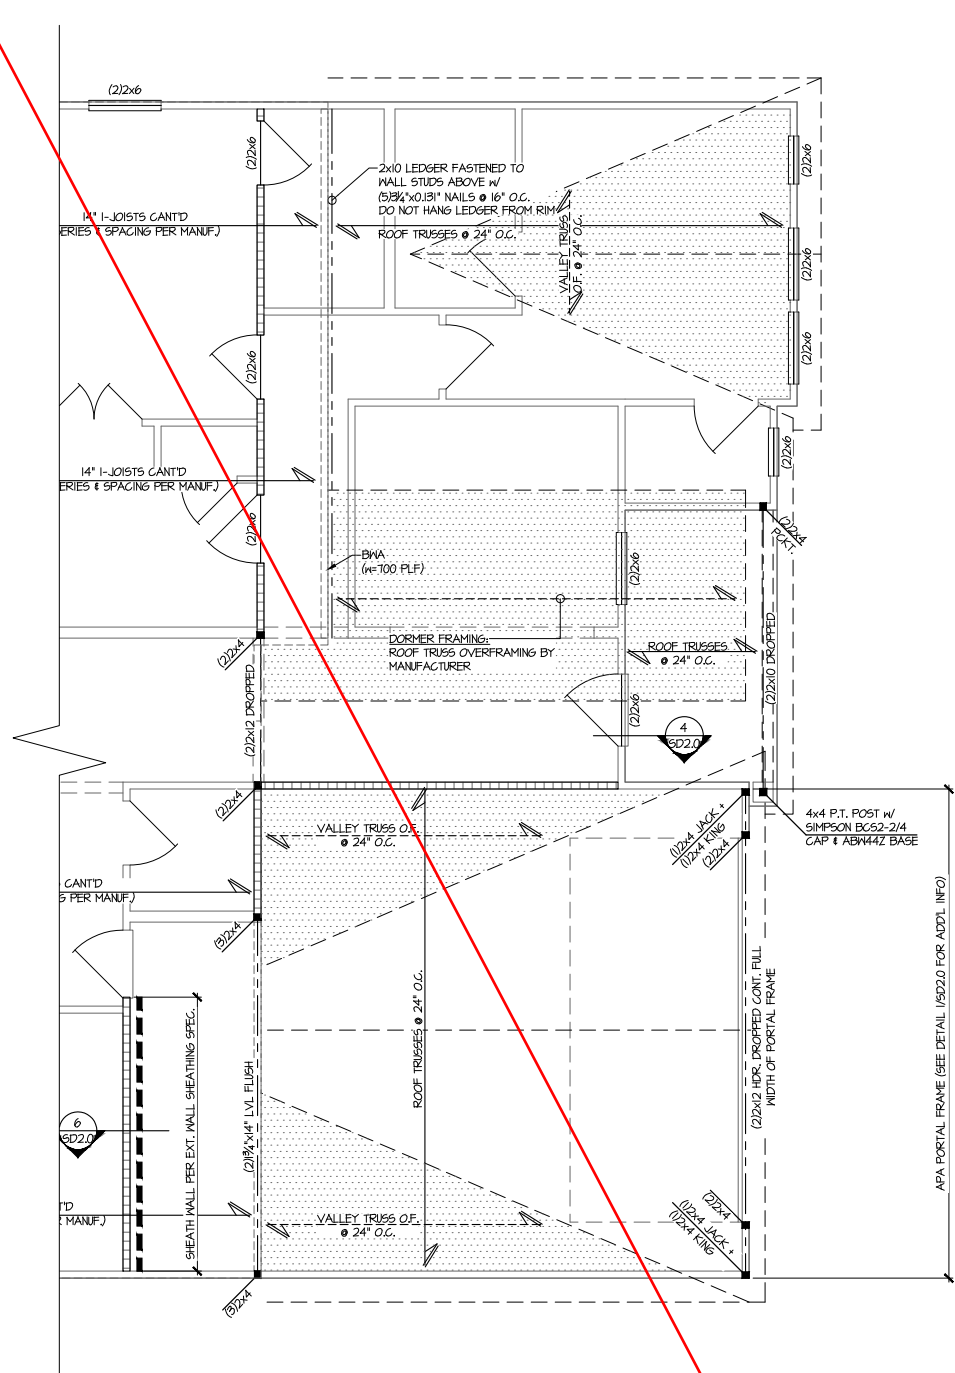 (2)2x6
(2)2x6
2x10 LEDGER FASTENED TO
WALL STUDS ABOVE W/
(5)3¼"x0.131" NAILS @ 16" O.C.
DO NOT HANG LEDGER FROM RIM
ROOF TRUSSES @ 24" O.C.
VALLEY TRUSS
O.F. @ 24" O.C.
(2)2x6
(2)2x6
(2)2x6
14" I-JOISTS CANT'D
ERIES & SPACING PER MANUF.)
(2)2x6
14" I-JOISTS CANT'D
ERIES & SPACING PER MANUF.)
(2)2x6
(2)2x6
(2)2x4
PCKT.
BWA
(w=700 PLF)
(2)2x6
DORMER FRAMING:
ROOF TRUSS OVERFRAMING BY
MANUFACTURER
ROOF TRUSSES
@ 24" O.C.
(2)2x10 DROPPED
(2)2x4
(2)2x12 DROPPED
(2)2x6
4
SD2.0
(2)2x4
VALLEY TRUSS O.F.
@ 24" O.C.
(1)2x4 JACK +
(1)2x4 KING
(2)2x4
4x4 P.T. POST W/
SIMPSON BCS2-2/4
CAP & ABW44Z BASE
CANT'D
S PER MANUF.)
(3)2x4
ROOF TRUSSES @ 24" O.C.
(2)2x12 HDR. DROPPED CONT. FULL
WIDTH OF PORTAL FRAME
APA PORTAL FRAME (SEE DETAIL 1/SD2.0 FOR ADD'L INFO)
SHEATH WALL PER EXT. WALL SHEATHING SPEC.
(2)1¾"x14" LVL FLUSH
6
SD2.0
T'D
MANUF.)
VALLEY TRUSS O.F.
@ 24" O.C.
(2)2x4
(1)2x4 JACK +
(1)2x4 KING
(3)2x4